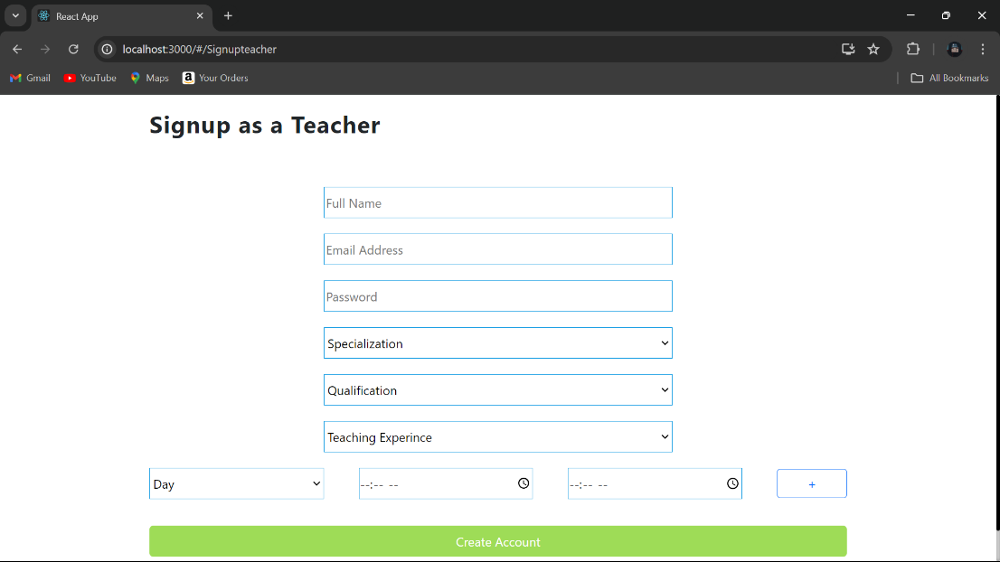 React App
localhost:3000/#/Signupteacher
Gmail YouTube Maps a Your Orders All Bookmarks
Signup as a Teacher
Full Name
Email Address
Password
Specialization
Qualification
Teaching Experince
Day --:-- -- --:-- -- +
Create Account